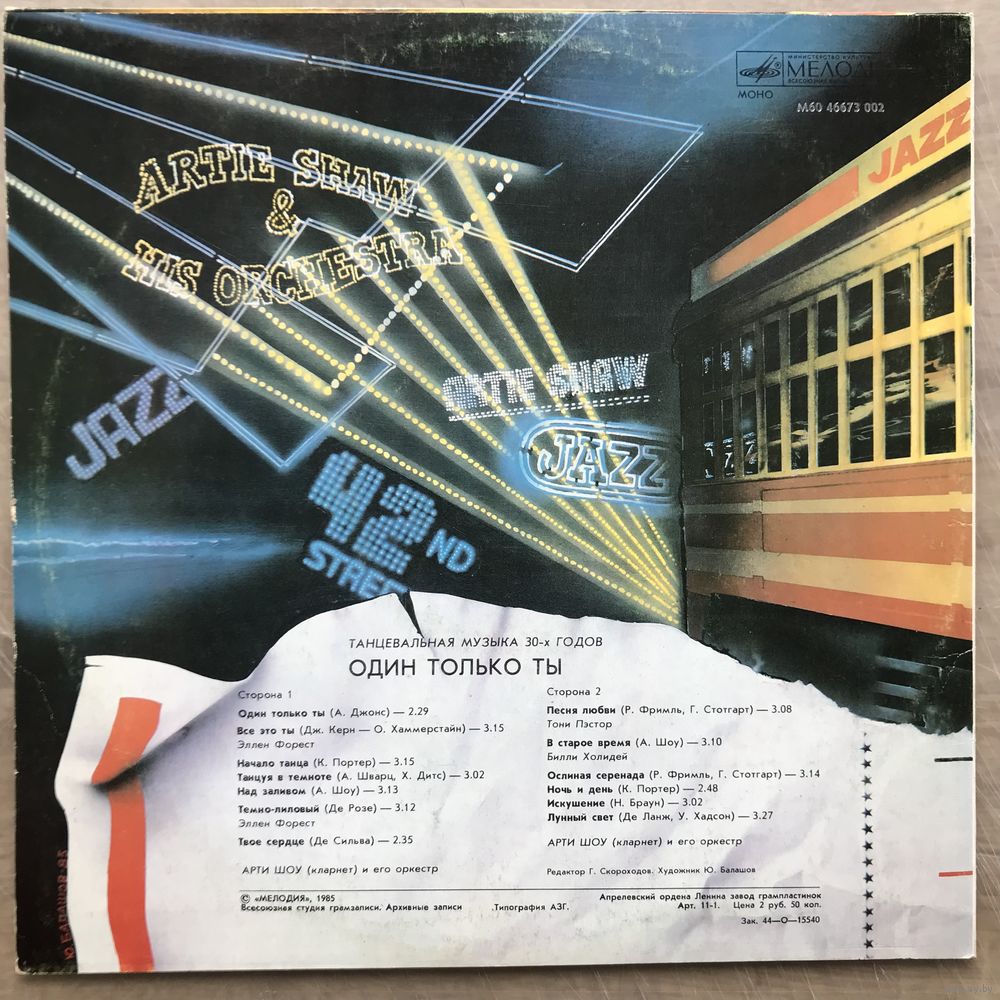 МИНИСТЕРСТВО КУЛЬТУРЫ
МЕЛОДИЯ
МОНО
М60 46673 002
JAZZ
ARTIE SHAW
&
HIS ORCHESTRA
ARTIE SHAW
JAZZ
JAZZ
42 ND
STREET
ТАНЦЕВАЛЬНАЯ МУЗЫКА 30-х ГОДОВ
ОДИН ТОЛЬКО ТЫ
Сторона 1
Один только ты (А. Джонс) — 2.29
Все это ты (Дж. Керн — О. Хаммерстайн) — 3.15
Эллен Форест
Начало танца (К. Портер) — 3.15
Танцуя в темноте (А. Шварц, Х. Дитс) — 3.02
Над заливом (А. Шоу) — 3.13
Темно-лиловый (Де Розе) — 3.12
Эллен Форест
Твое сердце (Де Сильва) — 2.35
АРТИ ШОУ (кларнет) и его оркестр
Сторона 2
Песня любви (Р. Фримль, Г. Стотгарт) — 3.08
Тони Пэстор
В старое время (А. Шоу) — 3.10
Билли Холидей
Ослиная серенада (Р. Фримль, Г. Стотгарт) — 3.14
Ночь и день (К. Портер) — 2.48
Искушение (Н. Браун) — 3.02
Лунный свет (Де Ланж, У. Хадсон) — 3.27
АРТИ ШОУ (кларнет) и его оркестр
Редактор Г. Скороходов. Художник Ю. Балашов
© «МЕЛОДИЯ», 1985
Всесоюзная студия грамзаписи. Архивные записи
Типография АЗГ.
Апрелевский ордена Ленина завод грампластинок
Арт. 11-1. Цена 2 руб. 50 коп.
Зак. 44—О—15540
Ю. БАЛАШОВ-85